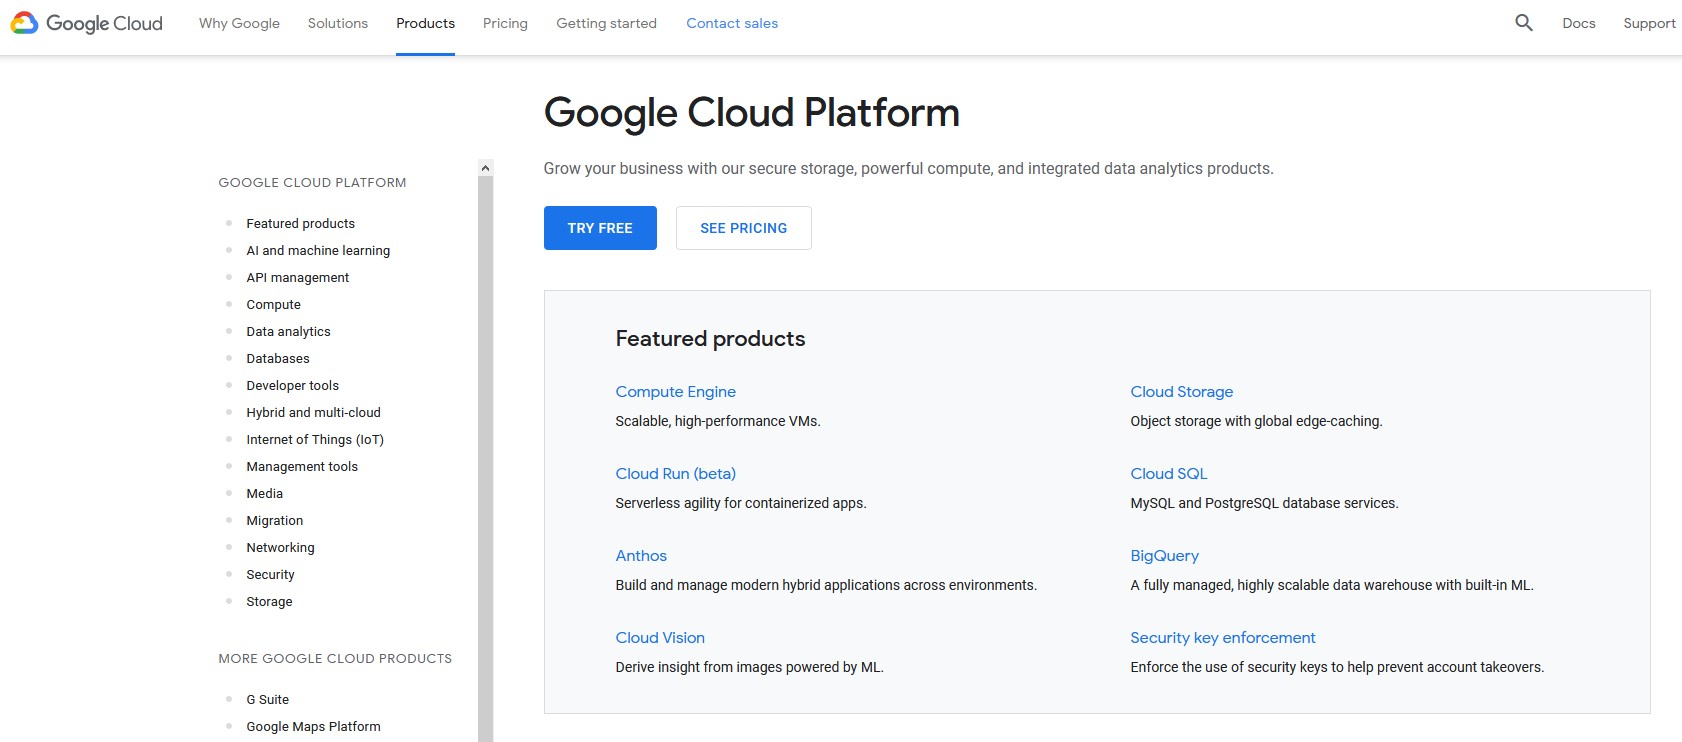 Google Cloud
Why Google
Solutions
Products
Pricing
Getting started
Contact sales
Docs
Support
GOOGLE CLOUD PLATFORM
Featured products
AI and machine learning
API management
Compute
Data analytics
Databases
Developer tools
Hybrid and multi-cloud
Internet of Things (IoT)
Management tools
Media
Migration
Networking
Security
Storage
MORE GOOGLE CLOUD PRODUCTS
G Suite
Google Maps Platform
Google Cloud Platform
Grow your business with our secure storage, powerful compute, and integrated data analytics products.
TRY FREE
SEE PRICING
Featured products
Compute Engine
Scalable, high-performance VMs.
Cloud Storage
Object storage with global edge-caching.
Cloud Run (beta)
Serverless agility for containerized apps.
Cloud SQL
MySQL and PostgreSQL database services.
Anthos
Build and manage modern hybrid applications across environments.
BigQuery
A fully managed, highly scalable data warehouse with built-in ML.
Cloud Vision
Derive insight from images powered by ML.
Security key enforcement
Enforce the use of security keys to help prevent account takeovers.